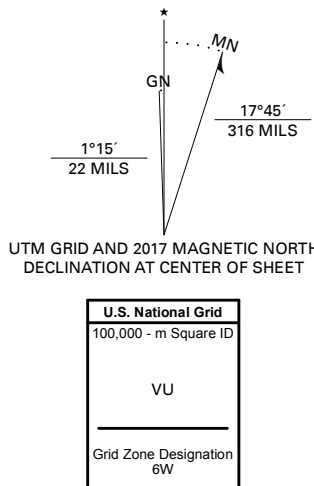 ★
MN
GN
17°45´
316 MILS
1°15´
22 MILS
UTM GRID AND 2017 MAGNETIC NORTH
DECLINATION AT CENTER OF SHEET
U.S. National Grid
100,000 - m Square ID
VU
Grid Zone Designation
6W